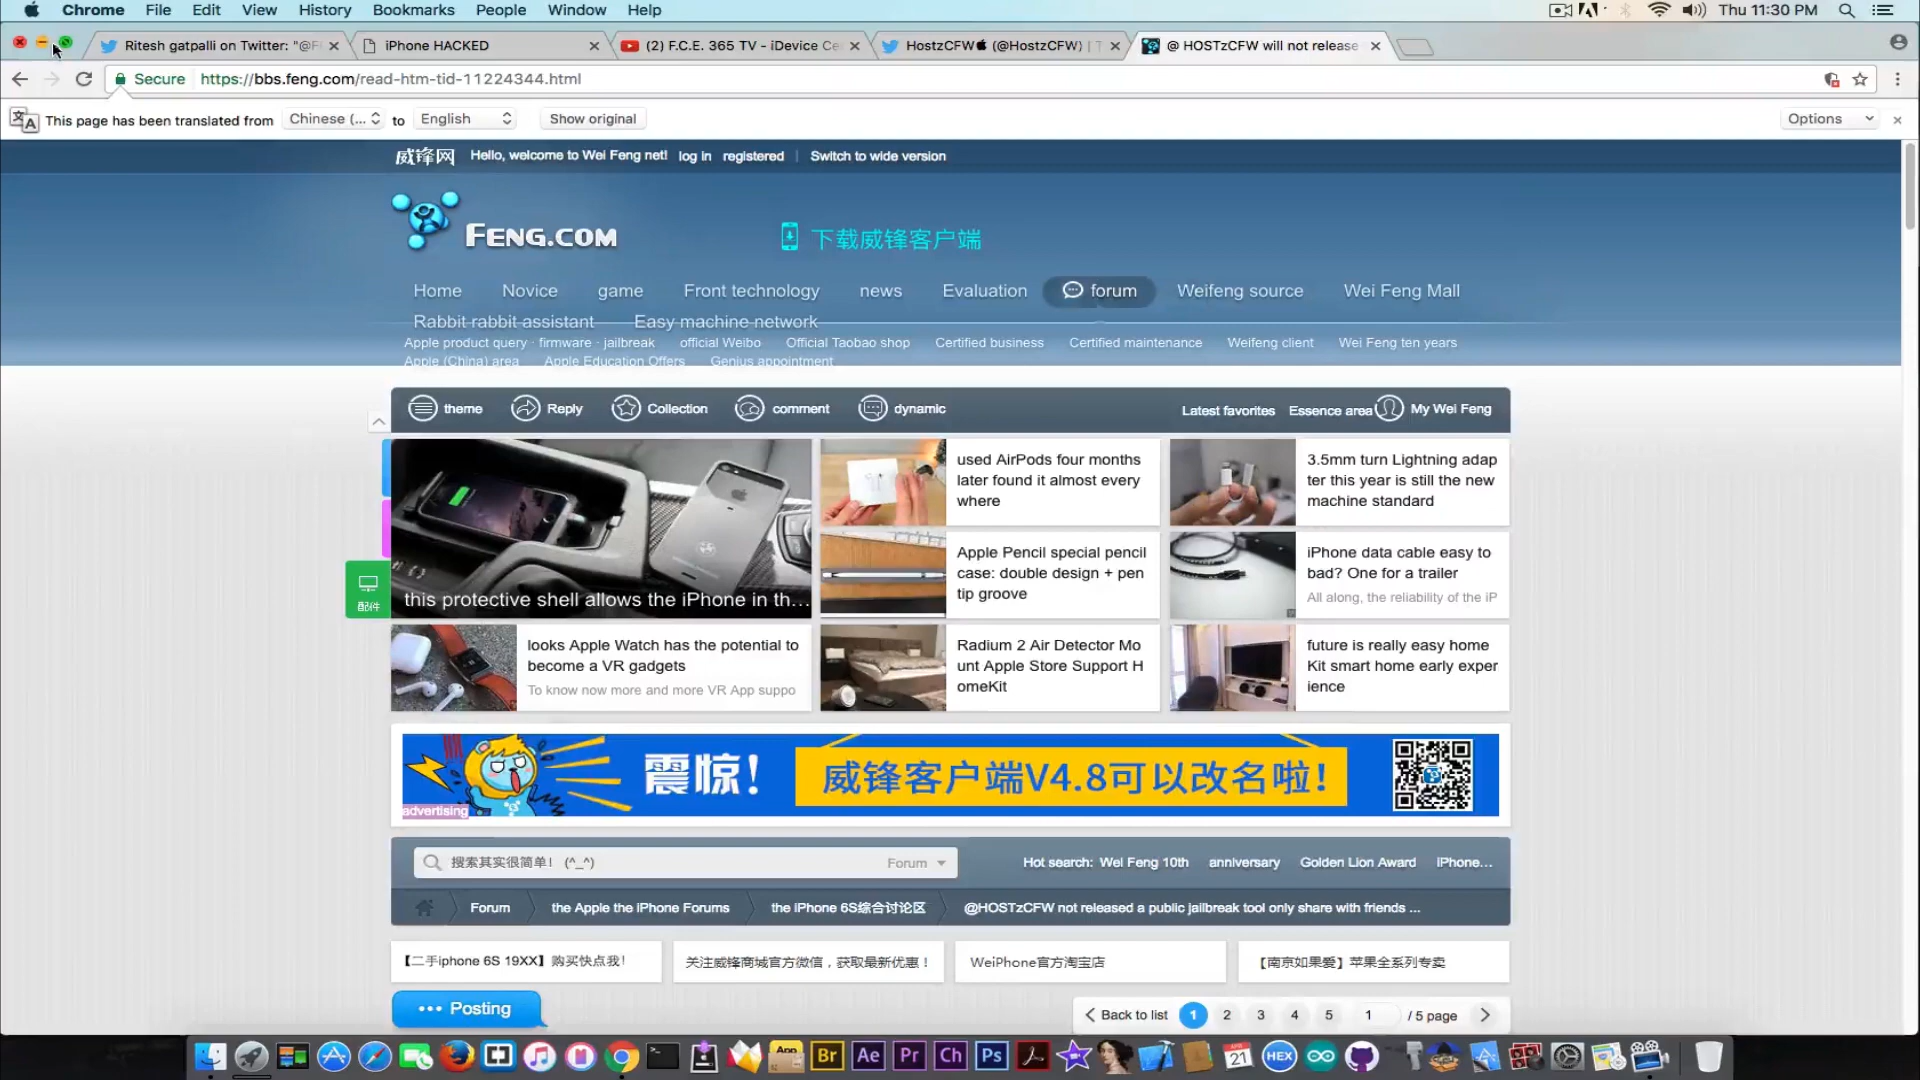 Chrome File Edit View History Bookmarks People Window Help Thu 11:30 PM
Ritesh gatpalli on Twitter: "@F
iPhone HACKED
(2) F.C.E. 365 TV - iDevice Ce
HostzCFW (@HostzCFW) | T
@ HOSTzCFW will not release
Secure https://bbs.feng.com/read-htm-tid-11224344.html
This page has been translated from Chinese (... to English Show original Options
威锋网 Hello, welcome to Wei Feng net! log in registered | Switch to wide version
FENG.COM
下载威锋客户端
Home Novice game Front technology news Evaluation forum Weifeng source Wei Feng Mall
Rabbit rabbit assistant Easy machine network
Apple product query · firmware · jailbreak official Weibo Official Taobao shop Certified business Certified maintenance Weifeng client Wei Feng ten years
Apple (China) area Apple Education Offers Genius appointment
theme Reply Collection comment dynamic Latest favorites Essence area My Wei Feng
this protective shell allows the iPhone in th...
used AirPods four months
later found it almost every
where
3.5mm turn Lightning adap
ter this year is still the new
machine standard
Apple Pencil special pencil
case: double design + pen
tip groove
iPhone data cable easy to
bad? One for a trailer
All along, the reliability of the iP
配件
looks Apple Watch has the potential to
become a VR gadgets
To know now more and more VR App suppo
Radium 2 Air Detector Mo
unt Apple Store Support H
omeKit
future is really easy home
Kit smart home early exper
ience
震惊!
威锋客户端V4.8可以改名啦!
advertising
搜索其实很简单! (^_^) Forum Hot search: Wei Feng 10th anniversary Golden Lion Award iPhone...
Forum the Apple the iPhone Forums the iPhone 6S综合讨论区 @HOSTzCFW not released a public jailbreak tool only share with friends ...
【二手iphone 6S 19XX】购买快点我!
关注威锋商城官方微信，获取最新优惠!
WeiPhone官方淘宝店
【南京如果爱】苹果全系列专卖
Posting
Back to list 1 2 3 4 5 1 / 5 page
App Br Ae Pr Ch Ps 21 HEX